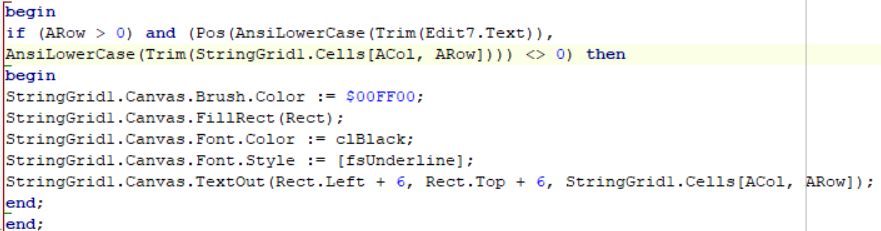 begin
if (ARow > 0) and (Pos(AnsiLowerCase(Trim(Edit7.Text)),
AnsiLowerCase(Trim(StringGrid1.Cells[ACol, ARow]))) <> 0) then
begin
StringGrid1.Canvas.Brush.Color := $00FF00;
StringGrid1.Canvas.FillRect(Rect);
StringGrid1.Canvas.Font.Color := clBlack;
StringGrid1.Canvas.Font.Style := [fsUnderline];
StringGrid1.Canvas.TextOut(Rect.Left + 6, Rect.Top + 6, StringGrid1.Cells[ACol, ARow]);
end;
end;